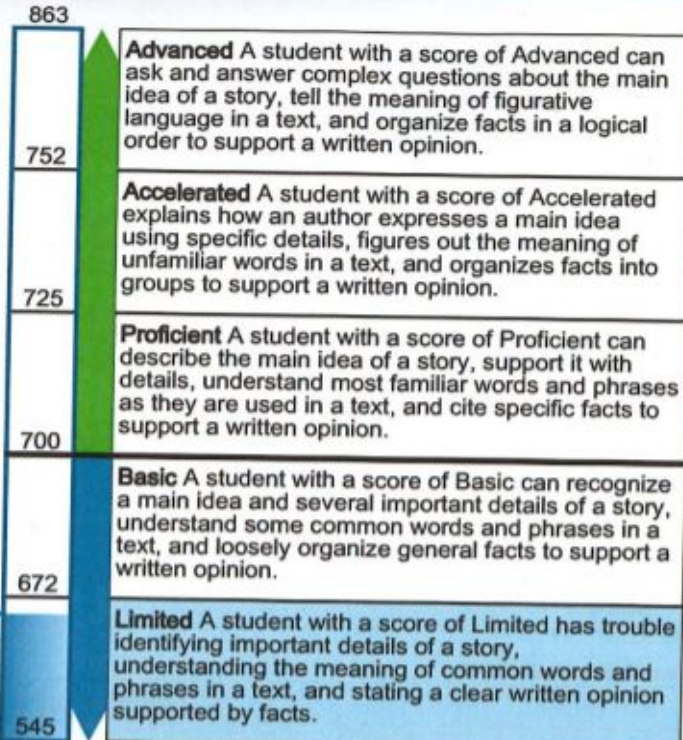 863
Advanced A student with a score of Advanced can
ask and answer complex questions about the main
idea of a story, tell the meaning of figurative
language in a text, and organize facts in a logical
order to support a written opinion.
752
Accelerated A student with a score of Accelerated
explains how an author expresses a main idea
using specific details, figures out the meaning of
unfamiliar words in a text, and organizes facts into
groups to support a written opinion.
725
Proficient A student with a score of Proficient can
describe the main idea of a story, support it with
details, understand most familiar words and phrases
as they are used in a text, and cite specific facts to
support a written opinion.
700
Basic A student with a score of Basic can recognize
a main idea and several important details of a story,
understand some common words and phrases in a
text, and loosely organize general facts to support a
written opinion.
672
Limited A student with a score of Limited has trouble
identifying important details of a story,
understanding the meaning of common words and
phrases in a text, and stating a clear written opinion
supported by facts.
545